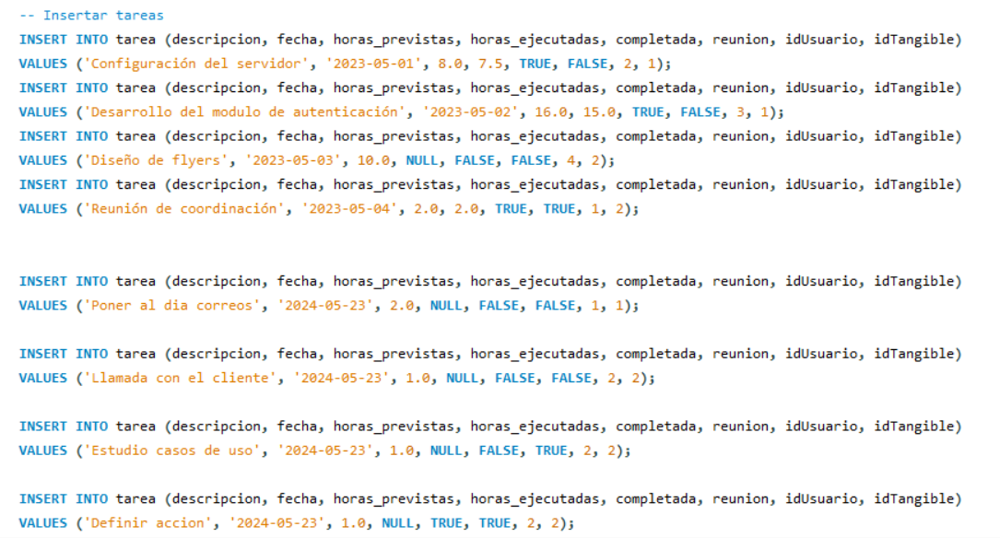 -- Insertar tareas
INSERT INTO tarea (descripcion, fecha, horas_previstas, horas_ejecutadas, completada, reunion, idUsuario, idTangible)
VALUES ('Configuración del servidor', '2023-05-01', 8.0, 7.5, TRUE, FALSE, 2, 1);
INSERT INTO tarea (descripcion, fecha, horas_previstas, horas_ejecutadas, completada, reunion, idUsuario, idTangible)
VALUES ('Desarrollo del modulo de autenticación', '2023-05-02', 16.0, 15.0, TRUE, FALSE, 3, 1);
INSERT INTO tarea (descripcion, fecha, horas_previstas, horas_ejecutadas, completada, reunion, idUsuario, idTangible)
VALUES ('Diseño de flyers', '2023-05-03', 10.0, NULL, FALSE, FALSE, 4, 2);
INSERT INTO tarea (descripcion, fecha, horas_previstas, horas_ejecutadas, completada, reunion, idUsuario, idTangible)
VALUES ('Reunión de coordinación', '2023-05-04', 2.0, 2.0, TRUE, TRUE, 1, 2);
INSERT INTO tarea (descripcion, fecha, horas_previstas, horas_ejecutadas, completada, reunion, idUsuario, idTangible)
VALUES ('Poner al dia correos', '2024-05-23', 2.0, NULL, FALSE, FALSE, 1, 1);
INSERT INTO tarea (descripcion, fecha, horas_previstas, horas_ejecutadas, completada, reunion, idUsuario, idTangible)
VALUES ('Llamada con el cliente', '2024-05-23', 1.0, NULL, FALSE, FALSE, 2, 2);
INSERT INTO tarea (descripcion, fecha, horas_previstas, horas_ejecutadas, completada, reunion, idUsuario, idTangible)
VALUES ('Estudio casos de uso', '2024-05-23', 1.0, NULL, FALSE, TRUE, 2, 2);
INSERT INTO tarea (descripcion, fecha, horas_previstas, horas_ejecutadas, completada, reunion, idUsuario, idTangible)
VALUES ('Definir accion', '2024-05-23', 1.0, NULL, TRUE, TRUE, 2, 2);